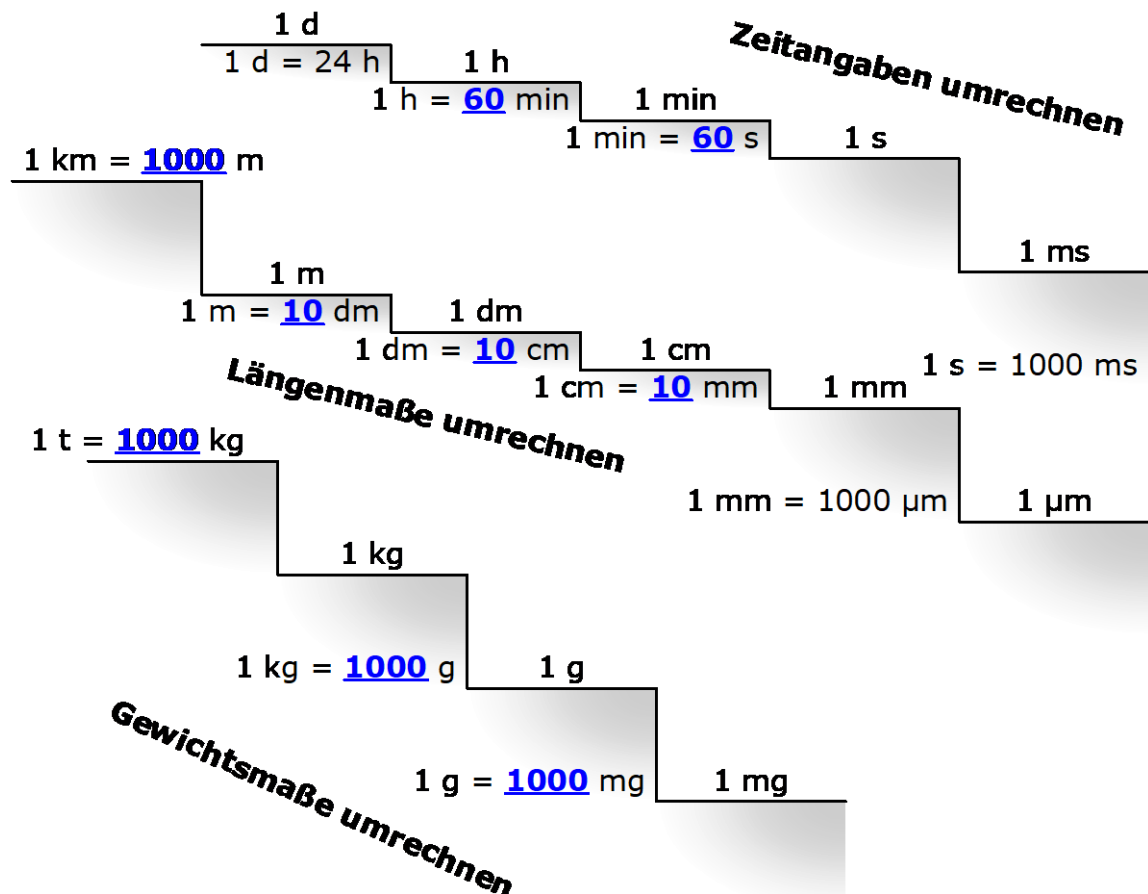 1 d
1 d = 24 h
1 h
1 h = 60 min
1 min
1 min = 60 s
1 s
1 ms
1 s = 1000 ms
Zeitangaben umrechnen
1 km = 1000 m
1 m
1 m = 10 dm
1 dm
1 dm = 10 cm
1 cm
1 cm = 10 mm
1 mm
1 mm = 1000 µm
1 µm
Längenmaße umrechnen
1 t = 1000 kg
1 kg
1 kg = 1000 g
1 g
1 g = 1000 mg
1 mg
Gewichtsmaße umrechnen